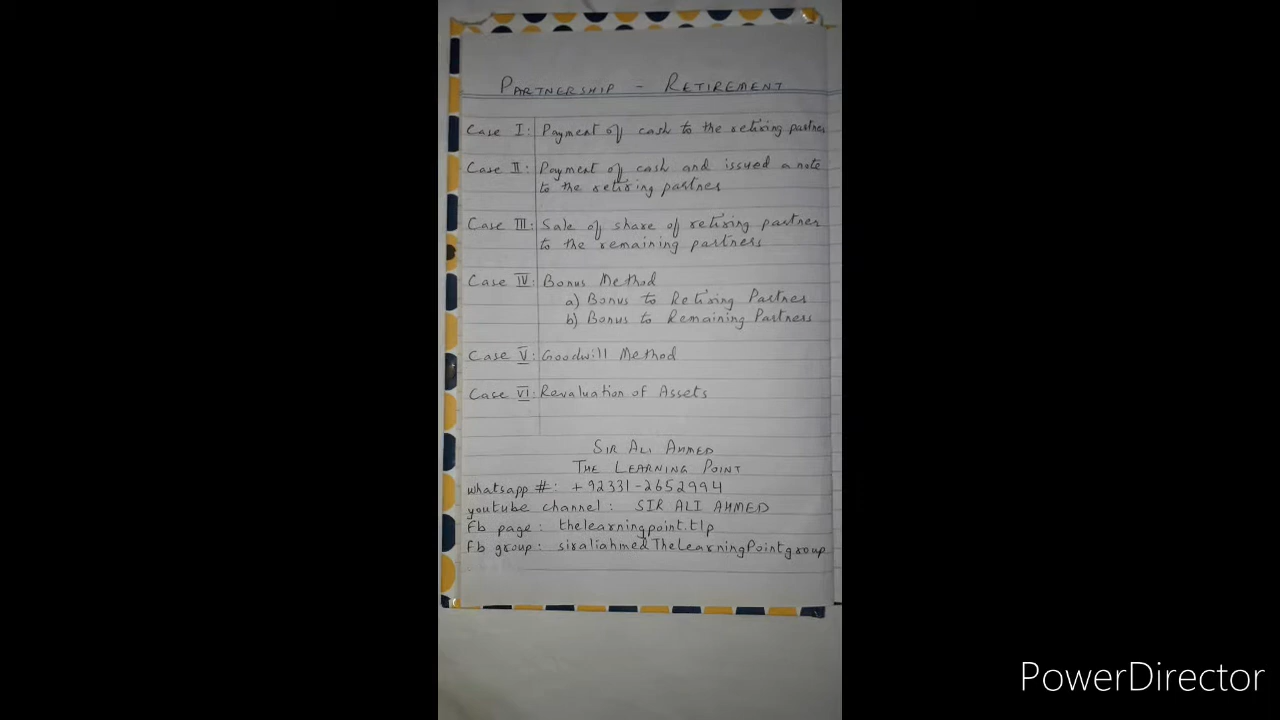 PARTNERSHIP - RETIREMENT
Case I: Payment of cash to the retiring partner
Case II: Payment of cash and issued a note
to the retiring partner
Case III: Sale of share of retiring partner
to the remaining partners
Case IV: Bonus Method
a) Bonus to Retiring Partner
b) Bonus to Remaining Partners
Case V: Goodwill Method
Case VI: Revaluation of Assets
SIR ALI AHMED
THE LEARNING POINT
whatsapp #: +92331-2652994
youtube channel: SIR ALI AHMED
Fb page: thelearningpoint.tlp
Fb group: siraliahmedTheLearningPointgroup
PowerDirector